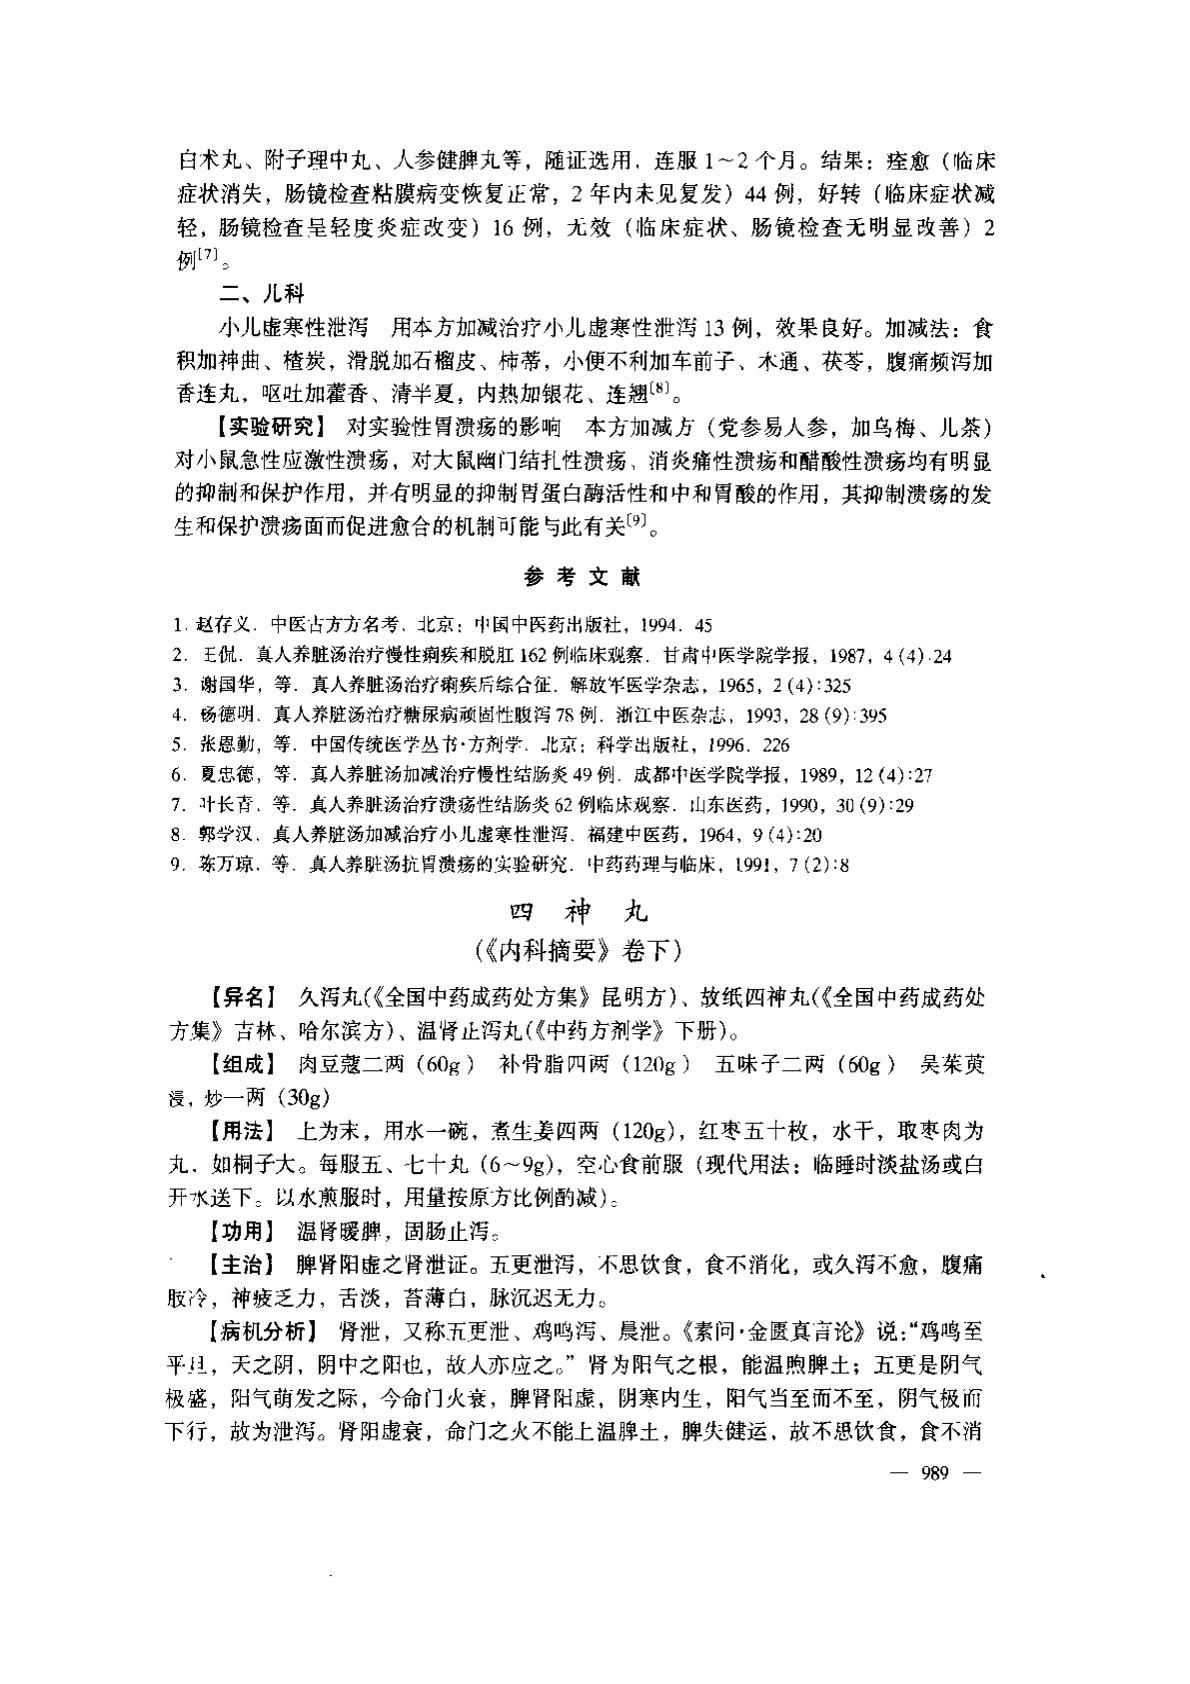 白术丸、附子理中丸、人参健脾丸等，随证选用，连服 1～2 个月。结果：痊愈（临床
症状消失，肠镜检查粘膜病变恢复正常，2 年内未见复发）44 例，好转（临床症状减
轻，肠镜检查呈轻度炎症改变）16 例，无效（临床症状、肠镜检查无明显改善）2
例[7]。
二、儿科
小儿虚寒性泄泻　用本方加减治疗小儿虚寒性泄泻 13 例，效果良好。加减法：食
积加神曲、楂炭，滑脱加石榴皮、柿蒂，小便不利加车前子、木通、茯苓，腹痛频泻加
香连丸，呕吐加藿香、清半夏，内热加银花、连翘[8]。
【实验研究】　对实验性胃溃疡的影响　本方加减方（党参易人参，加乌梅、儿茶）
对小鼠急性应激性溃疡，对大鼠幽门结扎性溃疡、消炎痛性溃疡和醋酸性溃疡均有明显
的抑制和保护作用，并有明显的抑制胃蛋白酶活性和中和胃酸的作用，其抑制溃疡的发
生和保护溃疡面而促进愈合的机制可能与此有关[9]。
参 考 文 献
1. 赵存义．中医古方方名考．北京：中国中医药出版社，1994．45
2. 王侃．真人养脏汤治疗慢性痢疾和脱肛 162 例临床观察．甘肃中医学院学报，1987，4 (4):24
3. 谢国华，等．真人养脏汤治疗痢疾后综合征．解放军医学杂志，1965，2 (4):325
4. 杨德明．真人养脏汤治疗糖尿病顽固性腹泻 78 例．浙江中医杂志，1993，28 (9):395
5. 张恩勤，等．中国传统医学丛书·方剂学．北京：科学出版社，1996．226
6. 夏忠德，等．真人养脏汤加减治疗慢性结肠炎 49 例．成都中医学院学报，1989，12 (4):27
7. 叶长青，等．真人养脏汤治疗溃疡性结肠炎 62 例临床观察．山东医药，1990，30 (9):29
8. 郭学汉．真人养脏汤加减治疗小儿虚寒性泄泻．福建中医药，1964，9 (4):20
9. 陈万琼，等．真人养脏汤抗胃溃疡的实验研究．中药药理与临床，1991，7 (2):8
四　神　丸
(《内科摘要》卷下)
【异名】　久泻丸(《全国中药成药处方集》昆明方)、故纸四神丸(《全国中药成药处
方集》吉林、哈尔滨方)、温肾止泻丸(《中药方剂学》下册)。
【组成】　肉豆蔻二两（60g）　补骨脂四两（120g）　五味子二两（60g）　吴茱萸
浸，炒一两（30g）
【用法】　上为末，用水一碗，煮生姜四两（120g)，红枣五十枚，水干，取枣肉为
丸，如桐子大。每服五、七十丸（6～9g)，空心食前服（现代用法：临睡时淡盐汤或白
开水送下。以水煎服时，用量按原方比例酌减）。
【功用】　温肾暖脾，固肠止泻。
【主治】　脾肾阳虚之肾泄证。五更泄泻，不思饮食，食不消化，或久泻不愈，腹痛
肢冷，神疲乏力，舌淡，苔薄白，脉沉迟无力。
【病机分析】　肾泄，又称五更泄、鸡鸣泻、晨泄。《素问·金匮真言论》说：“鸡鸣至
平旦，天之阴，阴中之阳也，故人亦应之。”肾为阳气之根，能温煦脾土；五更是阴气
极盛，阳气萌发之际，今命门火衰，脾肾阳虚，阴寒内生，阳气当至而不至，阴气极而
下行，故为泄泻。肾阳虚衰，命门之火不能上温脾土，脾失健运，故不思饮食，食不消
— 989 —